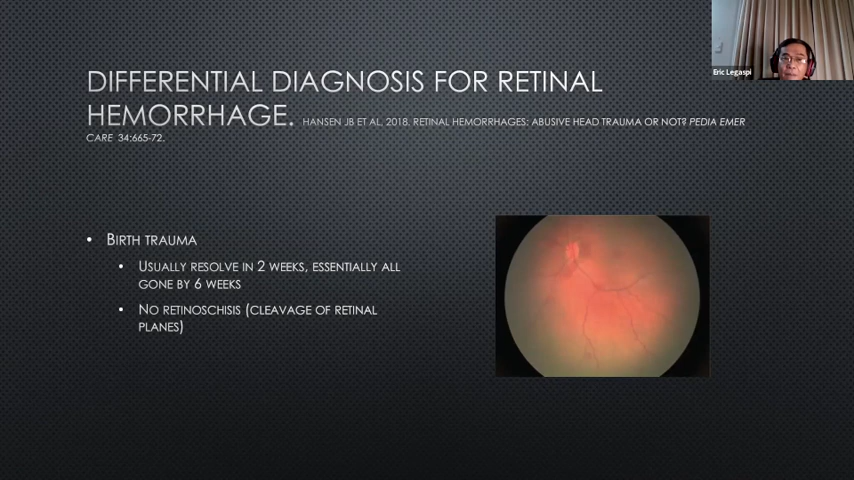 DIFFERENTIAL DIAGNOSIS FOR RETINAL
HEMORRHAGE. HANSEN JB ET AL. 2018. RETINAL HEMORRHAGES: ABUSIVE HEAD TRAUMA OR NOT? PEDIA EMER
CARE 34:665-72.
Eric Legaspi
• BIRTH TRAUMA
• USUALLY RESOLVE IN 2 WEEKS, ESSENTIALLY ALL
GONE BY 6 WEEKS
• NO RETINOSCHISIS (CLEAVAGE OF RETINAL
PLANES)